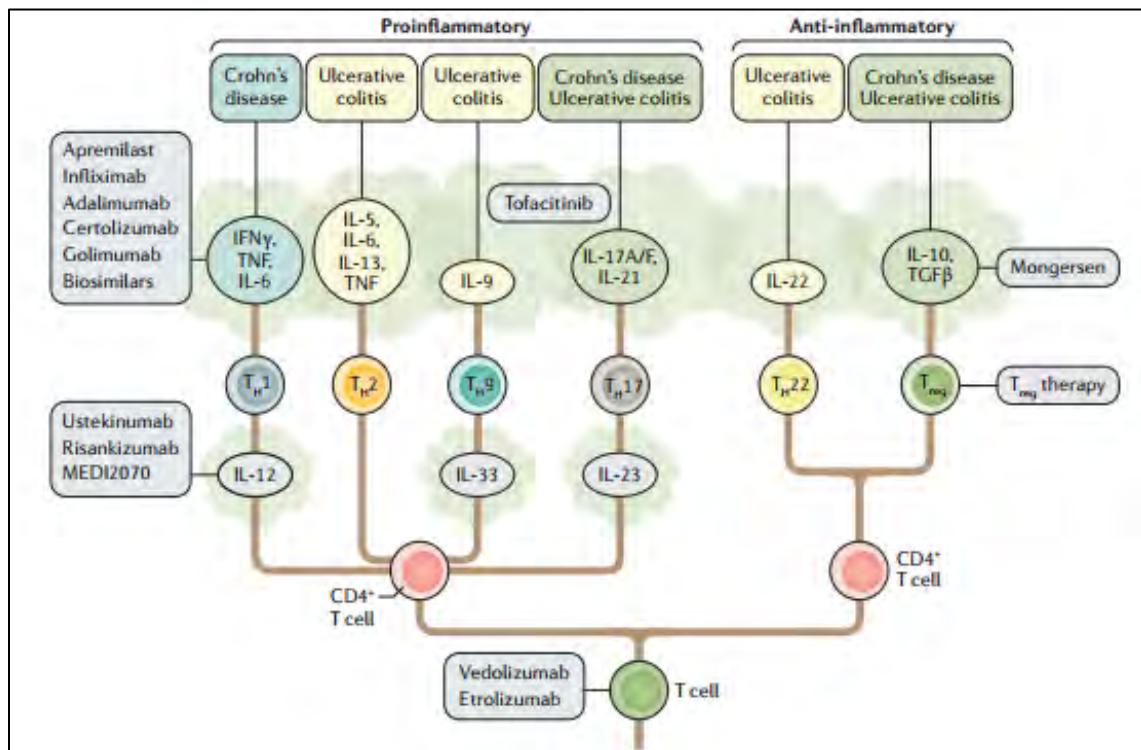 Proinflammatory
Anti-inflammatory
Crohn's
disease
Ulcerative
colitis
Ulcerative
colitis
Crohn's disease
Ulcerative colitis
Ulcerative
colitis
Crohn's disease
Ulcerative colitis
Apremilast
Infliximab
Adalimumab
Certolizumab
Golimumab
Biosimilars
Tofacitinib
IFNγ,
TNF,
IL-6
IL-5,
IL-6,
IL-13,
TNF
IL-9
IL-17A/F,
IL-21
IL-22
IL-10,
TGFβ
Mongersen
TH1
TH2
TH9
TH17
TH22
Treg
Treg therapy
Ustekinumab
Risankizumab
MEDI2070
IL-12
IL-33
IL-23
CD4+
T cell
CD4+
T cell
Vedolizumab
Etrolizumab
T cell